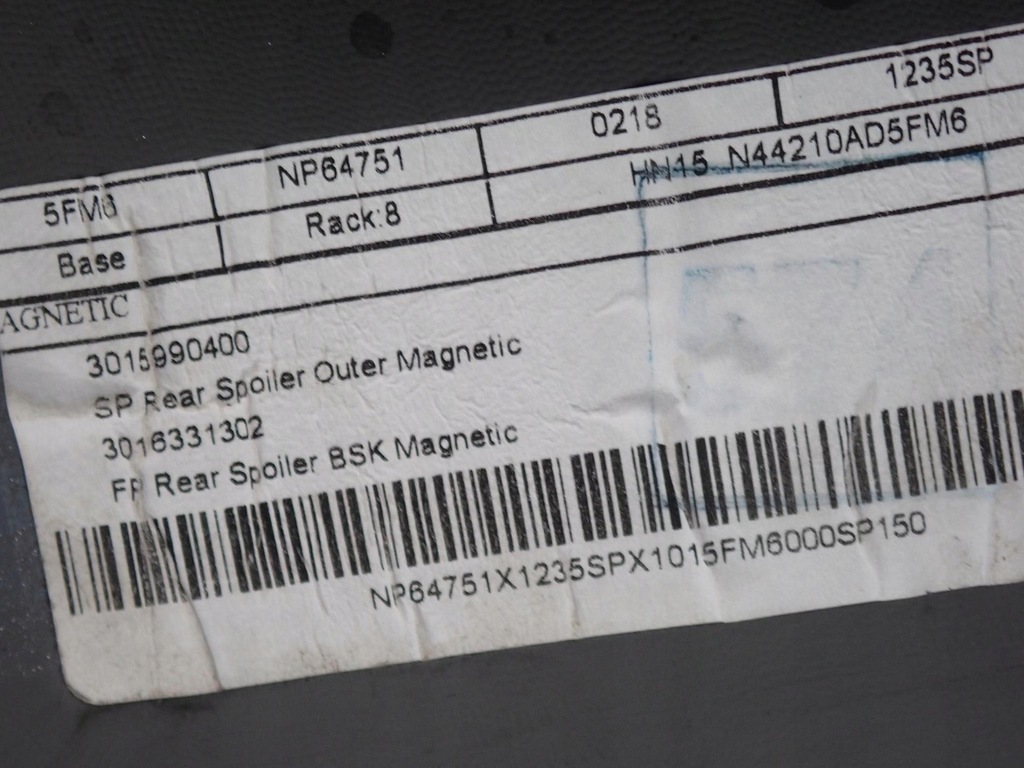 5FM6 NP64751 0218 1235SP
Base Rack:8 HN15 N44210AD5FM6
AGNETIC
3015990400
SP Rear Spoiler Outer Magnetic
3016331302
FP Rear Spoiler BSK Magnetic
NP64751X1235SPX1015FM6000SP150